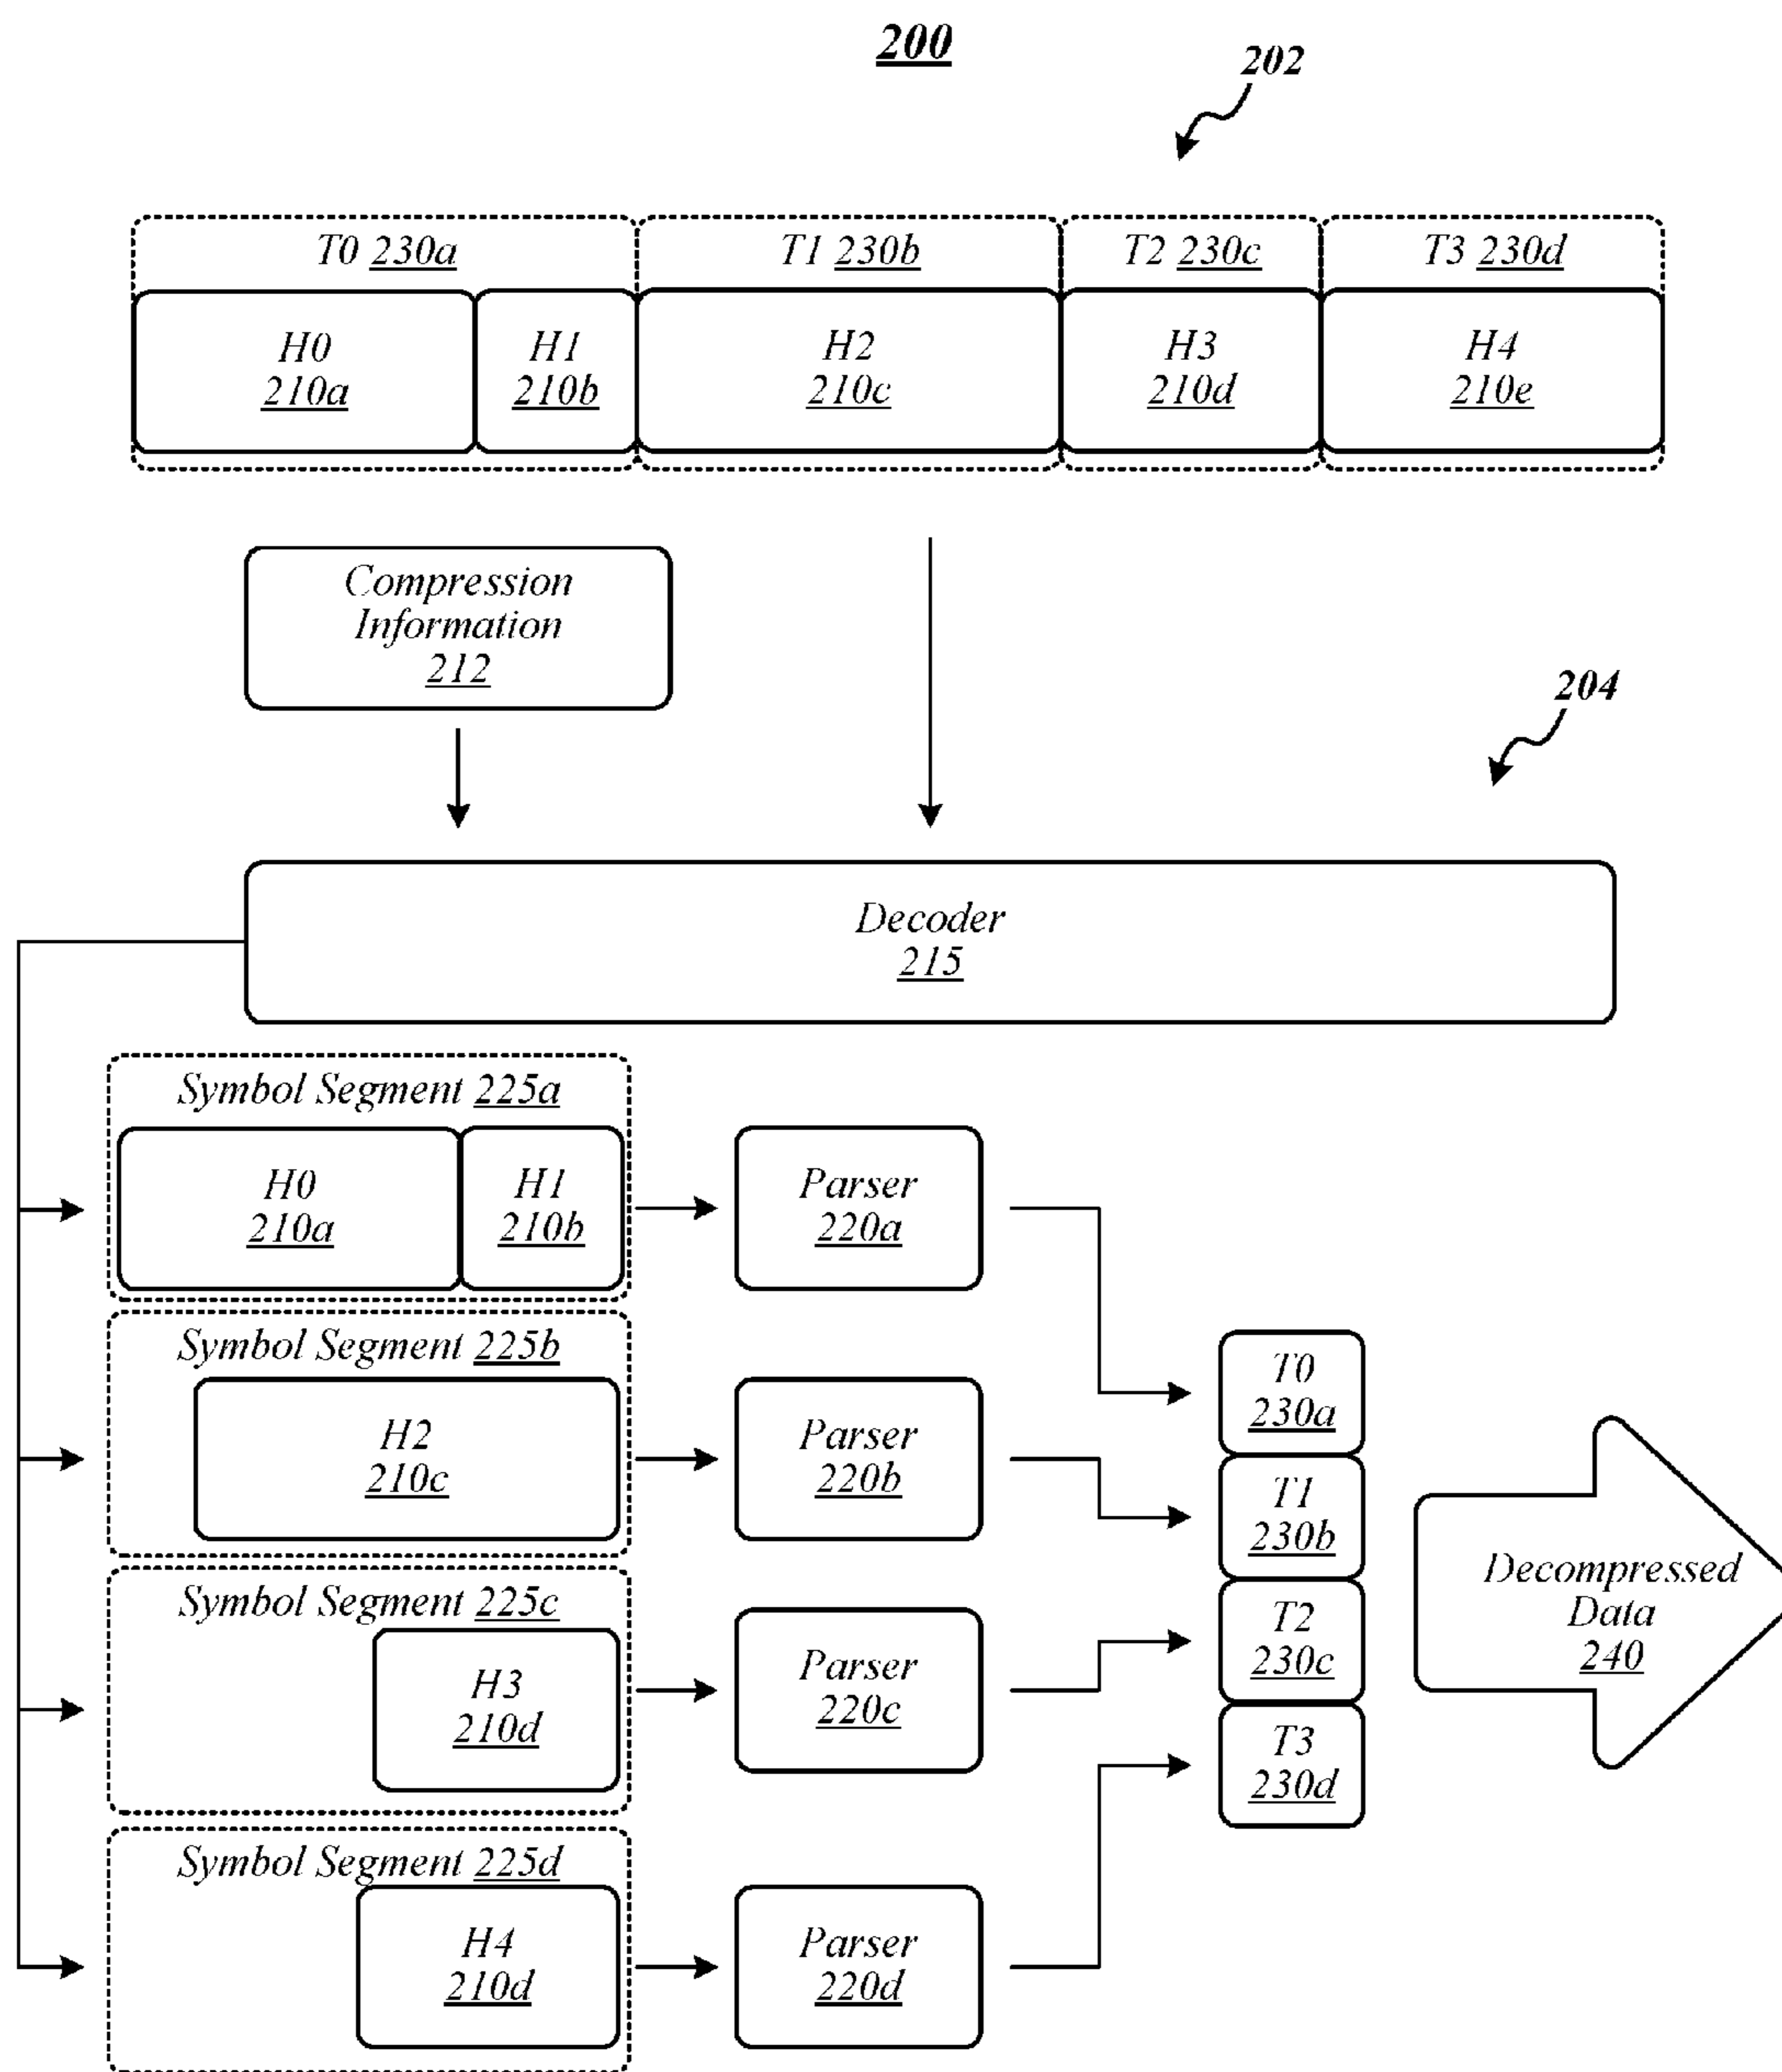 200
202
T0 230a
T1 230b
T2 230c
T3 230d
H0
210a
H1
210b
H2
210c
H3
210d
H4
210e
Compression
Information
212
204
Decoder
215
Symbol Segment 225a
H0
210a
H1
210b
Parser
220a
Symbol Segment 225b
H2
210c
Parser
220b
Symbol Segment 225c
H3
210d
Parser
220c
Symbol Segment 225d
H4
210d
Parser
220d
T0
230a
T1
230b
T2
230c
T3
230d
Decompressed
Data
240